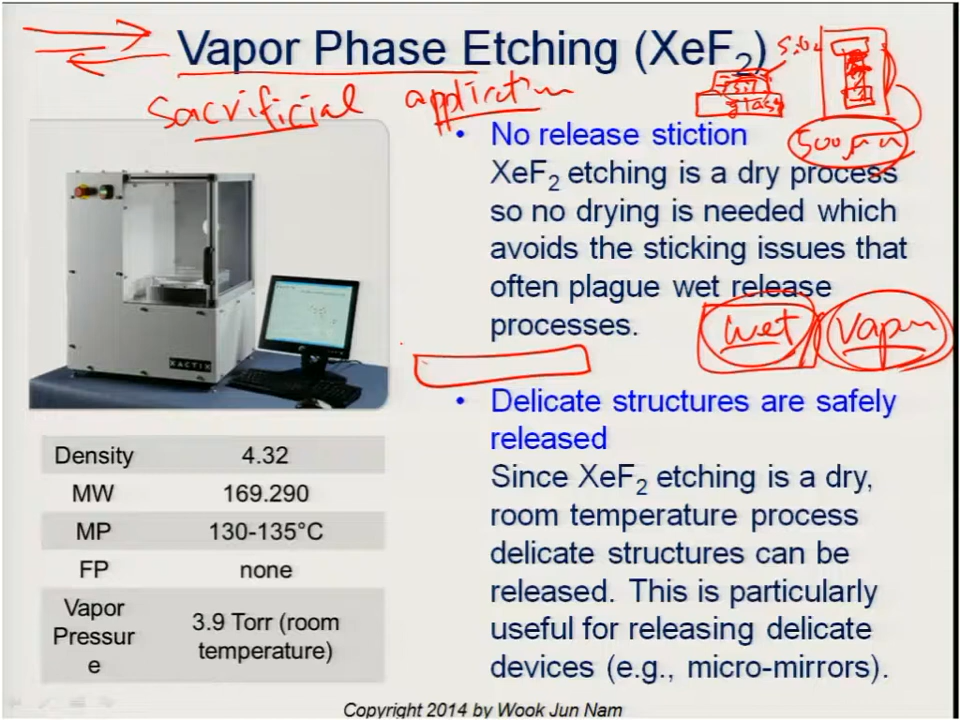 Vapor Phase Etching (XeF₂)
Sacrificial
glass
500 μm
• No release stiction
XeF₂ etching is a dry process
so no drying is needed which
avoids the sticking issues that
often plague wet release
processes.
wet
vapor
XACTIX
• Delicate structures are safely
released
Since XeF₂ etching is a dry,
room temperature process
delicate structures can be
released. This is particularly
useful for releasing delicate
devices (e.g., micro-mirrors).
Density 4.32
MW 169.290
MP 130-135°C
FP none
Vapor
Pressur
e
3.9 Torr (room
temperature)
Copyright 2014 by Wook Jun Nam